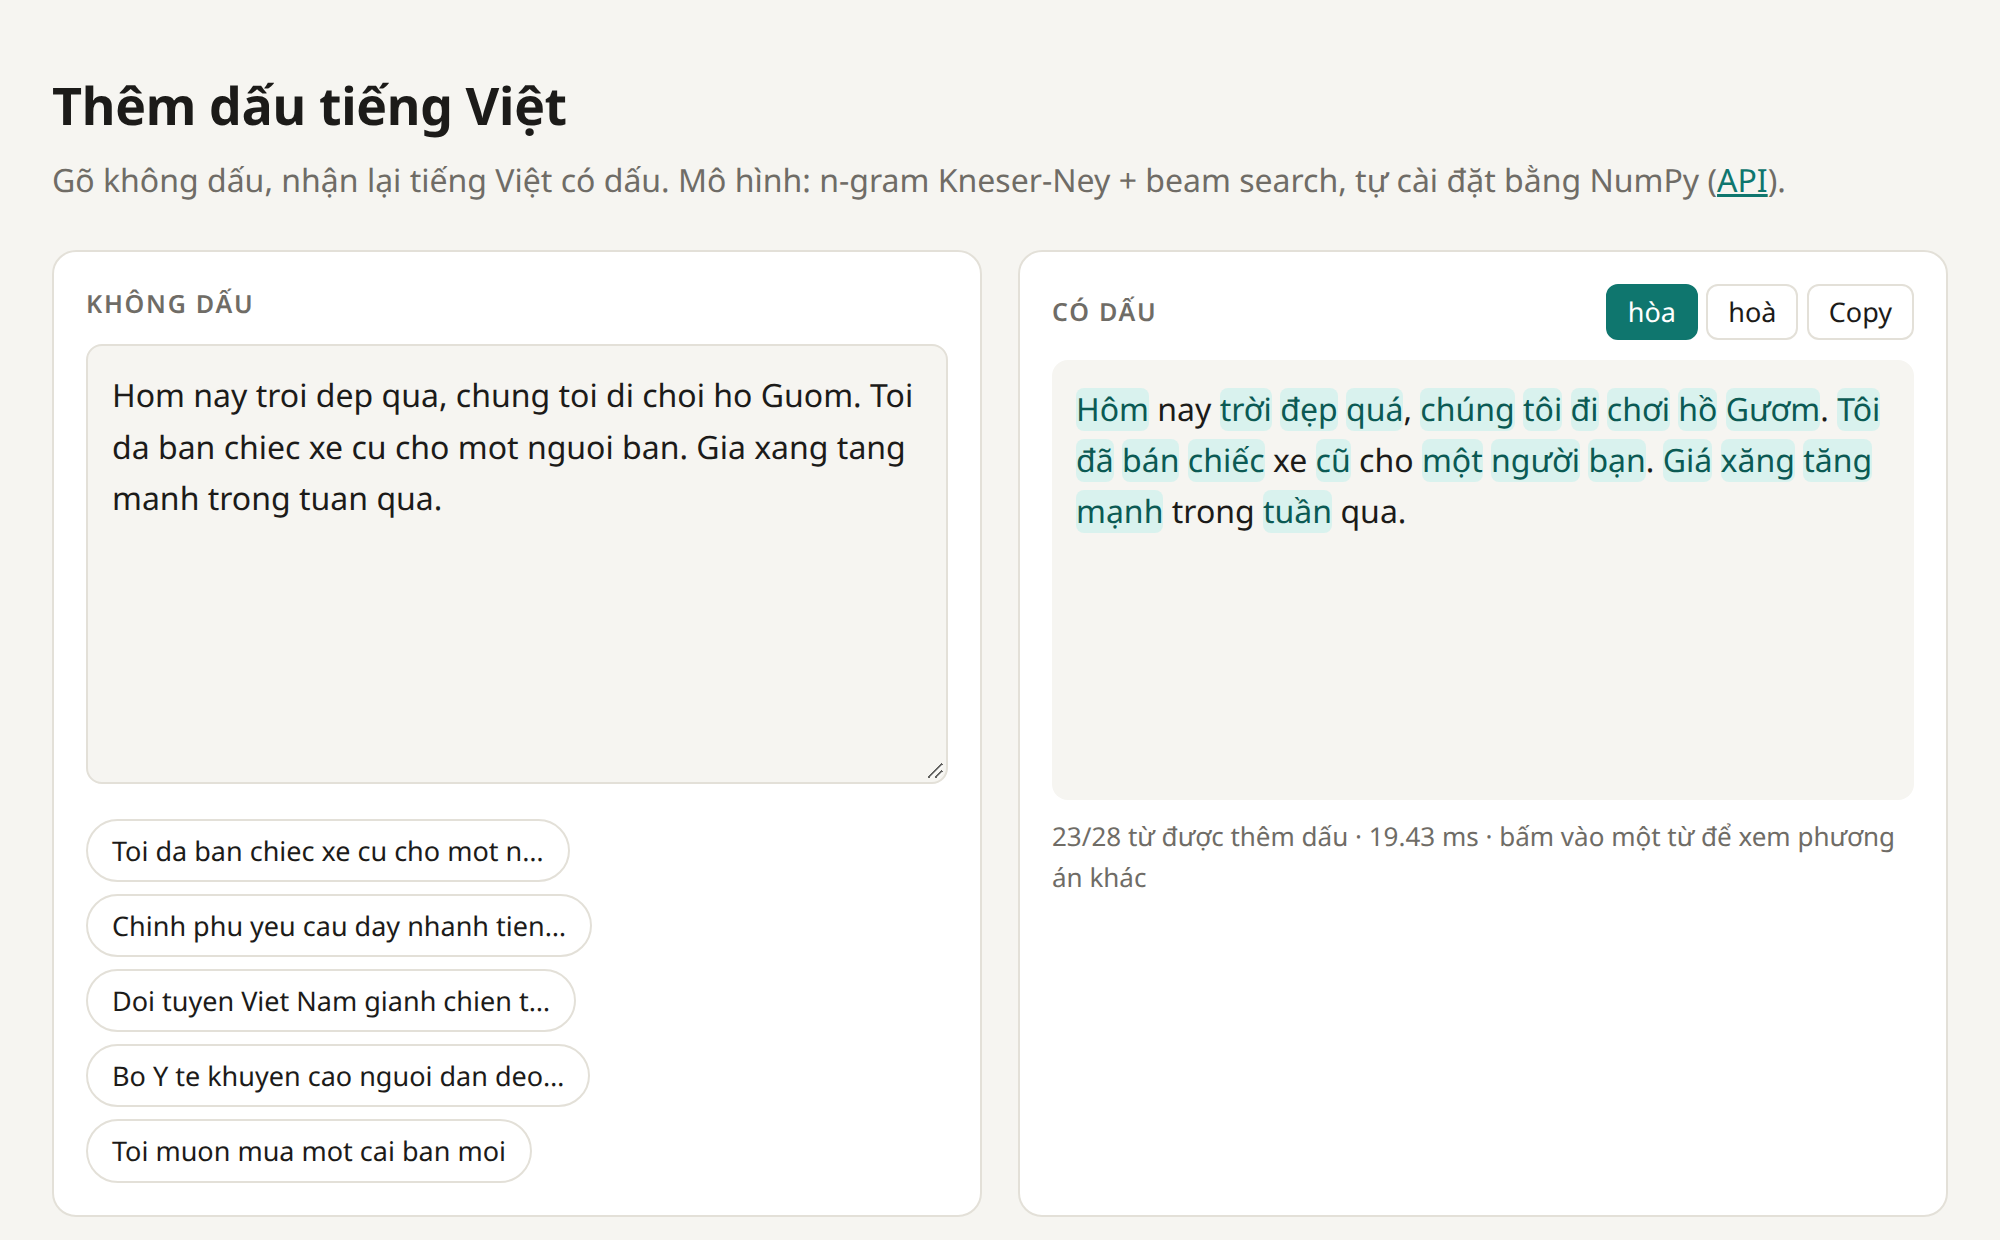 Thêm dấu tiếng Việt
Gõ không dấu, nhận lại tiếng Việt có dấu. Mô hình: n-gram Kneser-Ney + beam search, tự cài đặt bằng NumPy (API).
KHÔNG DẤU
Hom nay troi dep qua, chung toi di choi ho Guom. Toi
da ban chiec xe cu cho mot nguoi ban. Gia xang tang
manh trong tuan qua.
Toi da ban chiec xe cu cho mot n...
Chinh phu yeu cau day nhanh tien...
Doi tuyen Viet Nam gianh chien t...
Bo Y te khuyen cao nguoi dan deo...
Toi muon mua mot cai ban moi
CÓ DẤU
hòa
hoà
Copy
Hôm nay trời đẹp quá, chúng tôi đi chơi hồ Gươm. Tôi
đã bán chiếc xe cũ cho một người bạn. Giá xăng tăng
mạnh trong tuần qua.
23/28 từ được thêm dấu · 19.43 ms · bấm vào một từ để xem phương
án khác